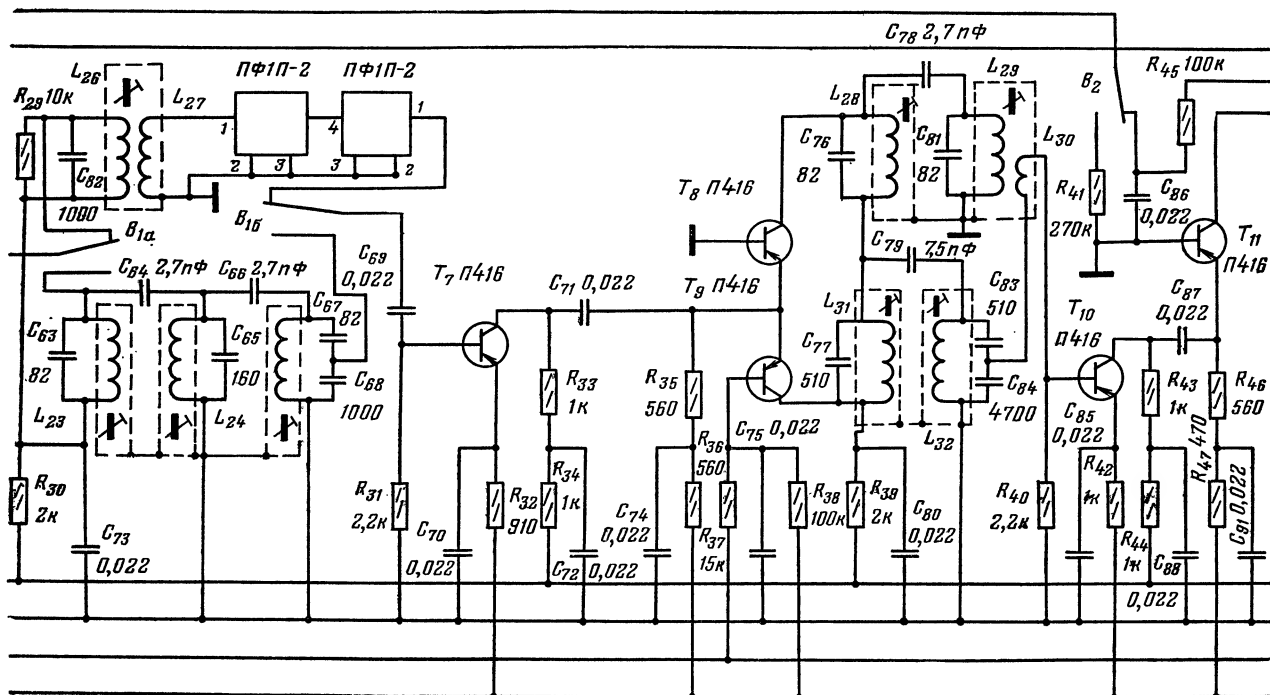 C78 2,7пФ
L26
ПФ1П-2 ПФ1П-2
L28
L29
B2
R45 100к
R29 10к
L27
1
4
1
2 3 3 2
C82
1000
C76
82
C81
82
L30
T8 П416
R41
270к
C86
0,022
B1а
B1б
C69
0,022
C79
7,5пФ
T11
П416
C64 2,7пФ C66 2,7пФ
C67
82
T7 П416
C71 0,022
T9 П416
L31
C83
510
C87
0,022
T10
П416
C63
82
C65
160
C68
1000
C77
510
C84
4700
L23
L24
L32
R33
1к
R35
560
R43
1к
R46
560
C75 0,022
C85
0,022
R30
2к
R31
2,2к
C70
0,022
R32
910
R34
1к
C74
0,022
R36
560
R37
15к
R38
100к
R39
2к
C80
0,022
R40
2,2к
R42
1к
R44
1к
R47 470
C91 0,022
C73
0,022
C72 0,022
C88
0,022